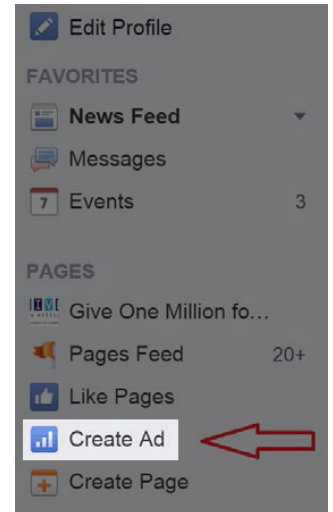 Edit Profile
FAVORITES
News Feed
Messages
7 Events 3
PAGES
Give One Million fo...
Pages Feed 20+
Like Pages
Create Ad
Create Page